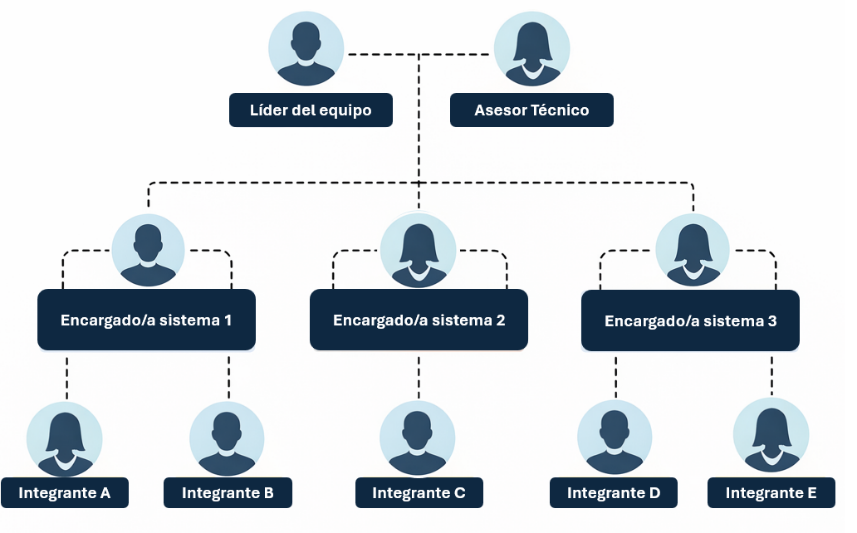 Líder del equipo
Asesor Técnico
Encargado/a sistema 1
Encargado/a sistema 2
Encargado/a sistema 3
Integrante A
Integrante B
Integrante C
Integrante D
Integrante E